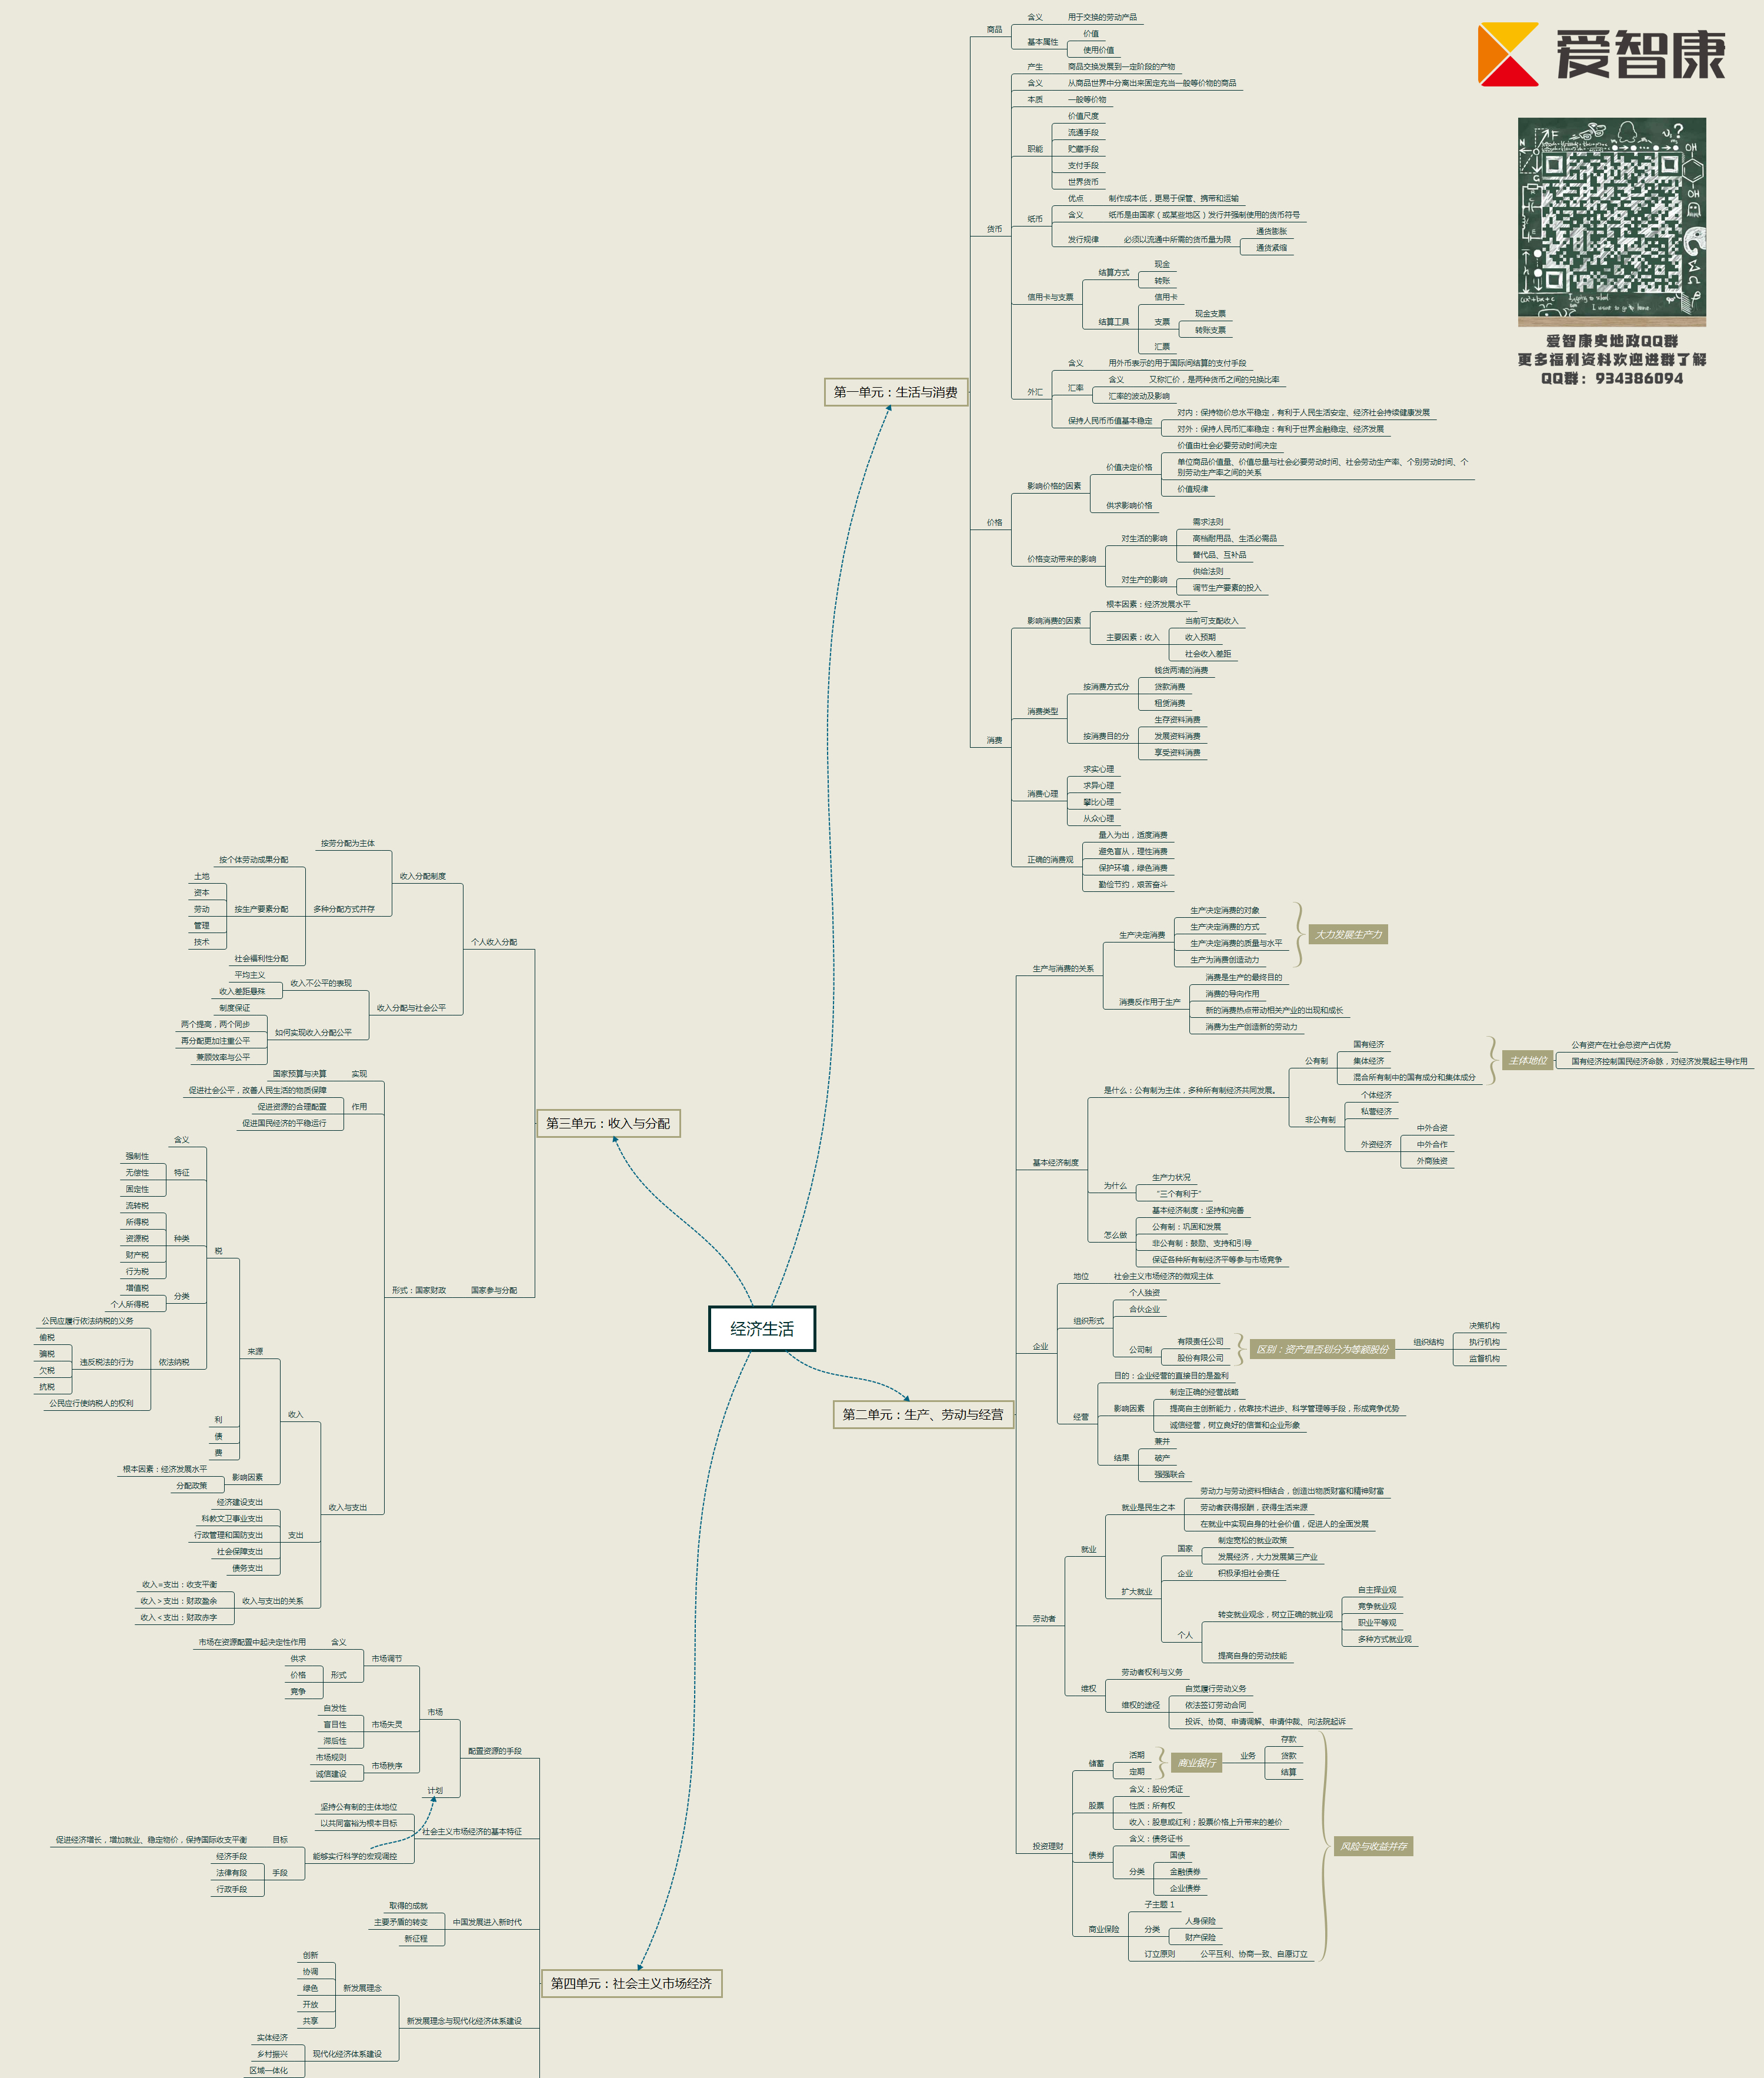 爱智康
爱智康史地政QQ群
更多福利资料欢迎进群了解
QQ群：934386094
经济生活
第一单元：生活与消费
商品
含义
用于交换的劳动产品
基本属性
价值
使用价值
货币
产生
商品交换发展到一定阶段的产物
含义
从商品世界中分离出来固定充当一般等价物的商品
本质
一般等价物
职能
价值尺度
流通手段
贮藏手段
支付手段
世界货币
纸币
优点
制作成本低，更易于保管、携带和运输
含义
纸币是由国家（或某些地区）发行并强制使用的货币符号
发行规律
必须以流通中所需的货币量为限
通货膨胀
通货紧缩
信用卡与支票
结算方式
现金
转账
结算工具
信用卡
支票
现金支票
转账支票
汇票
外汇
含义
用外币表示的用于国际间结算的支付手段
汇率
含义
又称汇价，是两种货币之间的兑换比率
汇率的波动及影响
保持人民币币值基本稳定
对内：保持物价总水平稳定，有利于人民生活安定、经济社会持续健康发展
对外：保持人民币汇率稳定：有利于世界金融稳定、经济发展
价格
影响价格的因素
价值决定价格
价值由社会必要劳动时间决定
单位商品价值量、价值总量与社会必要劳动时间、社会劳动生产率、个别劳动时间、个
别劳动生产率之间的关系
价值规律
供求影响价格
价格变动带来的影响
对生活的影响
需求法则
高档耐用品、生活必需品
替代品、互补品
对生产的影响
供给法则
调节生产要素的投入
消费
影响消费的因素
根本因素：经济发展水平
主要因素：收入
当前可支配收入
收入预期
社会收入差距
消费类型
按消费方式分
钱货两清的消费
贷款消费
租赁消费
按消费目的分
生存资料消费
发展资料消费
享受资料消费
消费心理
求实心理
求异心理
攀比心理
从众心理
正确的消费观
量入为出，适度消费
避免盲从，理性消费
保护环境，绿色消费
勤俭节约，艰苦奋斗
第二单元：生产、劳动与经营
生产与消费的关系
生产决定消费
生产决定消费的对象
生产决定消费的方式
生产决定消费的质量与水平
生产为消费创造动力
大力发展生产力
消费反作用于生产
消费是生产的最终目的
消费的导向作用
新的消费热点带动相关产业的出现和成长
消费为生产创造新的劳动力
基本经济制度
是什么：公有制为主体，多种所有制经济共同发展。
公有制
国有经济
集体经济
混合所有制中的国有成分和集体成分
主体地位
公有资产在社会总资产占优势
国有经济控制国民经济命脉，对经济发展起主导作用
非公有制
个体经济
私营经济
外资经济
中外合资
中外合作
外商独资
为什么
生产力状况
“三个有利于”
怎么做
基本经济制度：坚持和完善
公有制：巩固和发展
非公有制：鼓励、支持和引导
保证各种所有制经济平等参与市场竞争
企业
地位
社会主义市场经济的微观主体
组织形式
个人独资
合伙企业
公司制
有限责任公司
股份有限公司
区别：资产是否划分为等额股份
组织结构
决策机构
执行机构
监督机构
经营
目的：企业经营的直接目的是盈利
影响因素
制定正确的经营战略
提高自主创新能力，依靠技术进步、科学管理等手段，形成竞争优势
诚信经营，树立良好的信誉和企业形象
结果
兼并
破产
强强联合
劳动者
就业
就业是民生之本
劳动力与劳动资料相结合，创造出物质财富和精神财富
劳动者获得报酬，获得生活来源
在就业中实现自身的社会价值，促进人的全面发展
扩大就业
国家
制定宽松的就业政策
发展经济，大力发展第三产业
企业
积极承担社会责任
个人
转变就业观念，树立正确的就业观
自主择业观
竞争就业观
职业平等观
多种方式就业观
提高自身的劳动技能
维权
劳动者权利与义务
维权的途径
自觉履行劳动义务
依法签订劳动合同
投诉、协商、申请调解、申请仲裁、向法院起诉
投资理财
储蓄
活期
定期
商业银行
业务
存款
贷款
结算
股票
含义：股份凭证
性质：所有权
收入：股息或红利；股票价格上升带来的差价
债券
含义：债务证书
分类
国债
金融债券
企业债券
商业保险
子主题 1
分类
人身保险
财产保险
订立原则
公平互利、协商一致、自愿订立
风险与收益并存
第三单元：收入与分配
个人收入分配
收入分配制度
按劳分配为主体
多种分配方式并存
按个体劳动成果分配
按生产要素分配
土地
资本
劳动
管理
技术
社会福利性分配
收入分配与社会公平
收入不公平的表现
平均主义
收入差距悬殊
如何实现收入分配公平
制度保证
两个提高，两个同步
再分配更加注重公平
兼顾效率与公平
国家参与分配
形式：国家财政
实现
国家预算与决算
作用
促进社会公平，改善人民生活的物质保障
促进资源的合理配置
促进国民经济的平稳运行
收入与支出
收入
来源
税
含义
特征
强制性
无偿性
固定性
种类
流转税
所得税
资源税
财产税
行为税
分类
增值税
个人所得税
依法纳税
公民应履行依法纳税的义务
违反税法的行为
偷税
骗税
欠税
抗税
公民应行使纳税人的权利
利
债
费
影响因素
根本因素：经济发展水平
分配政策
支出
经济建设支出
科教文卫事业支出
行政管理和国防支出
社会保障支出
债务支出
收入与支出的关系
收入=支出：收支平衡
收入＞支出：财政盈余
收入＜支出：财政赤字
第四单元：社会主义市场经济
配置资源的手段
市场
市场调节
含义
市场在资源配置中起决定性作用
形式
供求
价格
竞争
市场失灵
自发性
盲目性
滞后性
市场秩序
市场规则
诚信建设
计划
社会主义市场经济的基本特征
坚持公有制的主体地位
以共同富裕为根本目标
能够实行科学的宏观调控
目标
促进经济增长，增加就业、稳定物价，保持国际收支平衡
手段
经济手段
法律有段
行政手段
中国发展进入新时代
取得的成就
主要矛盾的转变
新征程
新发展理念与现代化经济体系建设
新发展理念
创新
协调
绿色
开放
共享
现代化经济体系建设
实体经济
乡村振兴
区域一体化